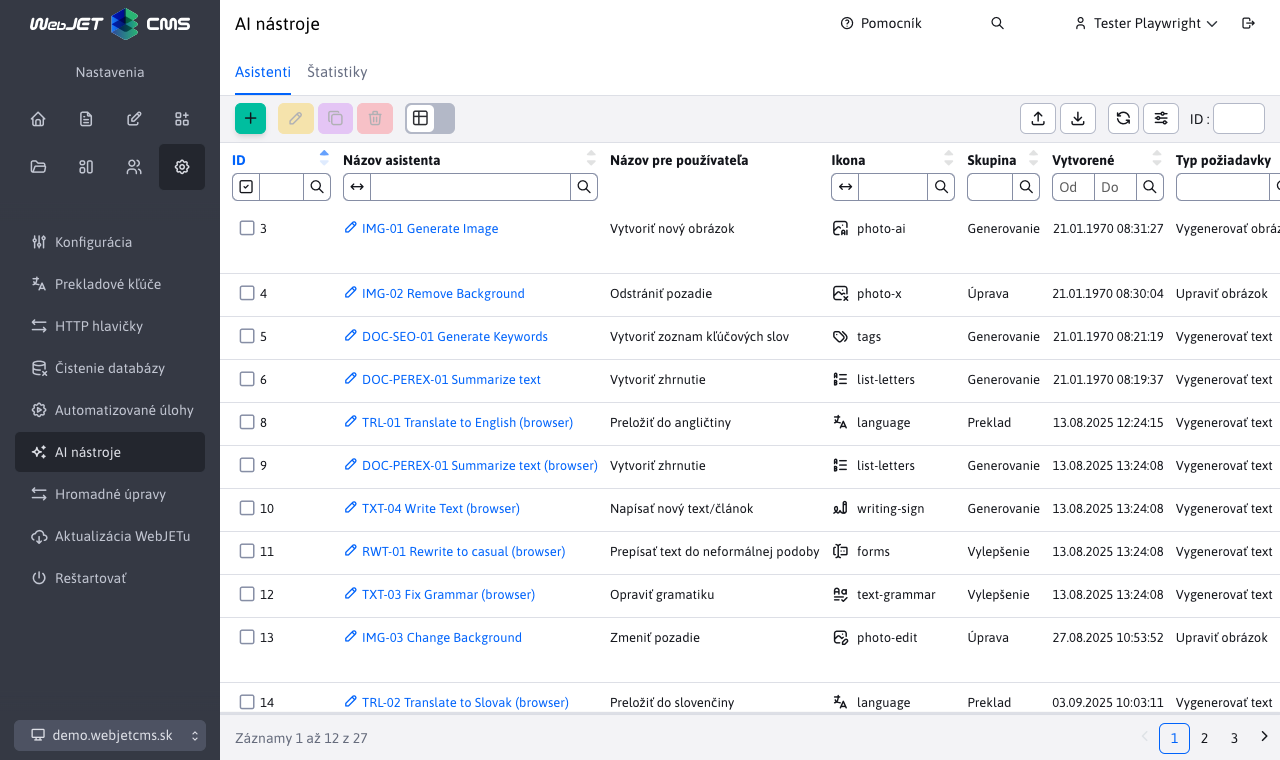 WebJET CMS
Nastavenia
Konfigurácia
Prekladové kľúče
HTTP hlavičky
Čistenie databázy
Automatizované úlohy
AI nástroje
Hromadné úpravy
Aktualizácia WebJETu
Reštartovať
demo.webjetcms.sk
AI nástroje
Pomocník
Tester Playwright
Asistenti Štatistiky
ID :
ID Názov asistenta Názov pre používateľa Ikona Skupina Vytvorené Typ požiadavky
Od Do
3 IMG-01 Generate Image Vytvoriť nový obrázok photo-ai Generovanie 21.01.1970 08:31:27 Vygenerovať obráz
4 IMG-02 Remove Background Odstrániť pozadie photo-x Úprava 21.01.1970 08:30:04 Upraviť obrázok
5 DOC-SEO-01 Generate Keywords Vytvoriť zoznam kľúčových slov tags Generovanie 21.01.1970 08:21:19 Vygenerovať text
6 DOC-PEREX-01 Summarize text Vytvoriť zhrnutie list-letters Generovanie 21.01.1970 08:19:37 Vygenerovať text
8 TRL-01 Translate to English (browser) Preložiť do angličtiny language Preklad 13.08.2025 12:24:15 Vygenerovať text
9 DOC-PEREX-01 Summarize text (browser) Vytvoriť zhrnutie list-letters Generovanie 13.08.2025 13:24:08 Vygenerovať text
10 TXT-04 Write Text (browser) Napísať nový text/článok writing-sign Generovanie 13.08.2025 13:24:08 Vygenerovať text
11 RWT-01 Rewrite to casual (browser) Prepísať text do neformálnej podoby forms Vylepšenie 13.08.2025 13:24:08 Vygenerovať text
12 TXT-03 Fix Grammar (browser) Opraviť gramatiku text-grammar Vylepšenie 13.08.2025 13:24:08 Vygenerovať text
13 IMG-03 Change Background Zmeniť pozadie photo-edit Úprava 27.08.2025 10:53:52 Upraviť obrázok
14 TRL-02 Translate to Slovak (browser) Preložiť do slovenčiny language Preklad 03.09.2025 10:03:11 Vygenerovať text
Záznamy 1 až 12 z 27
1 2 3